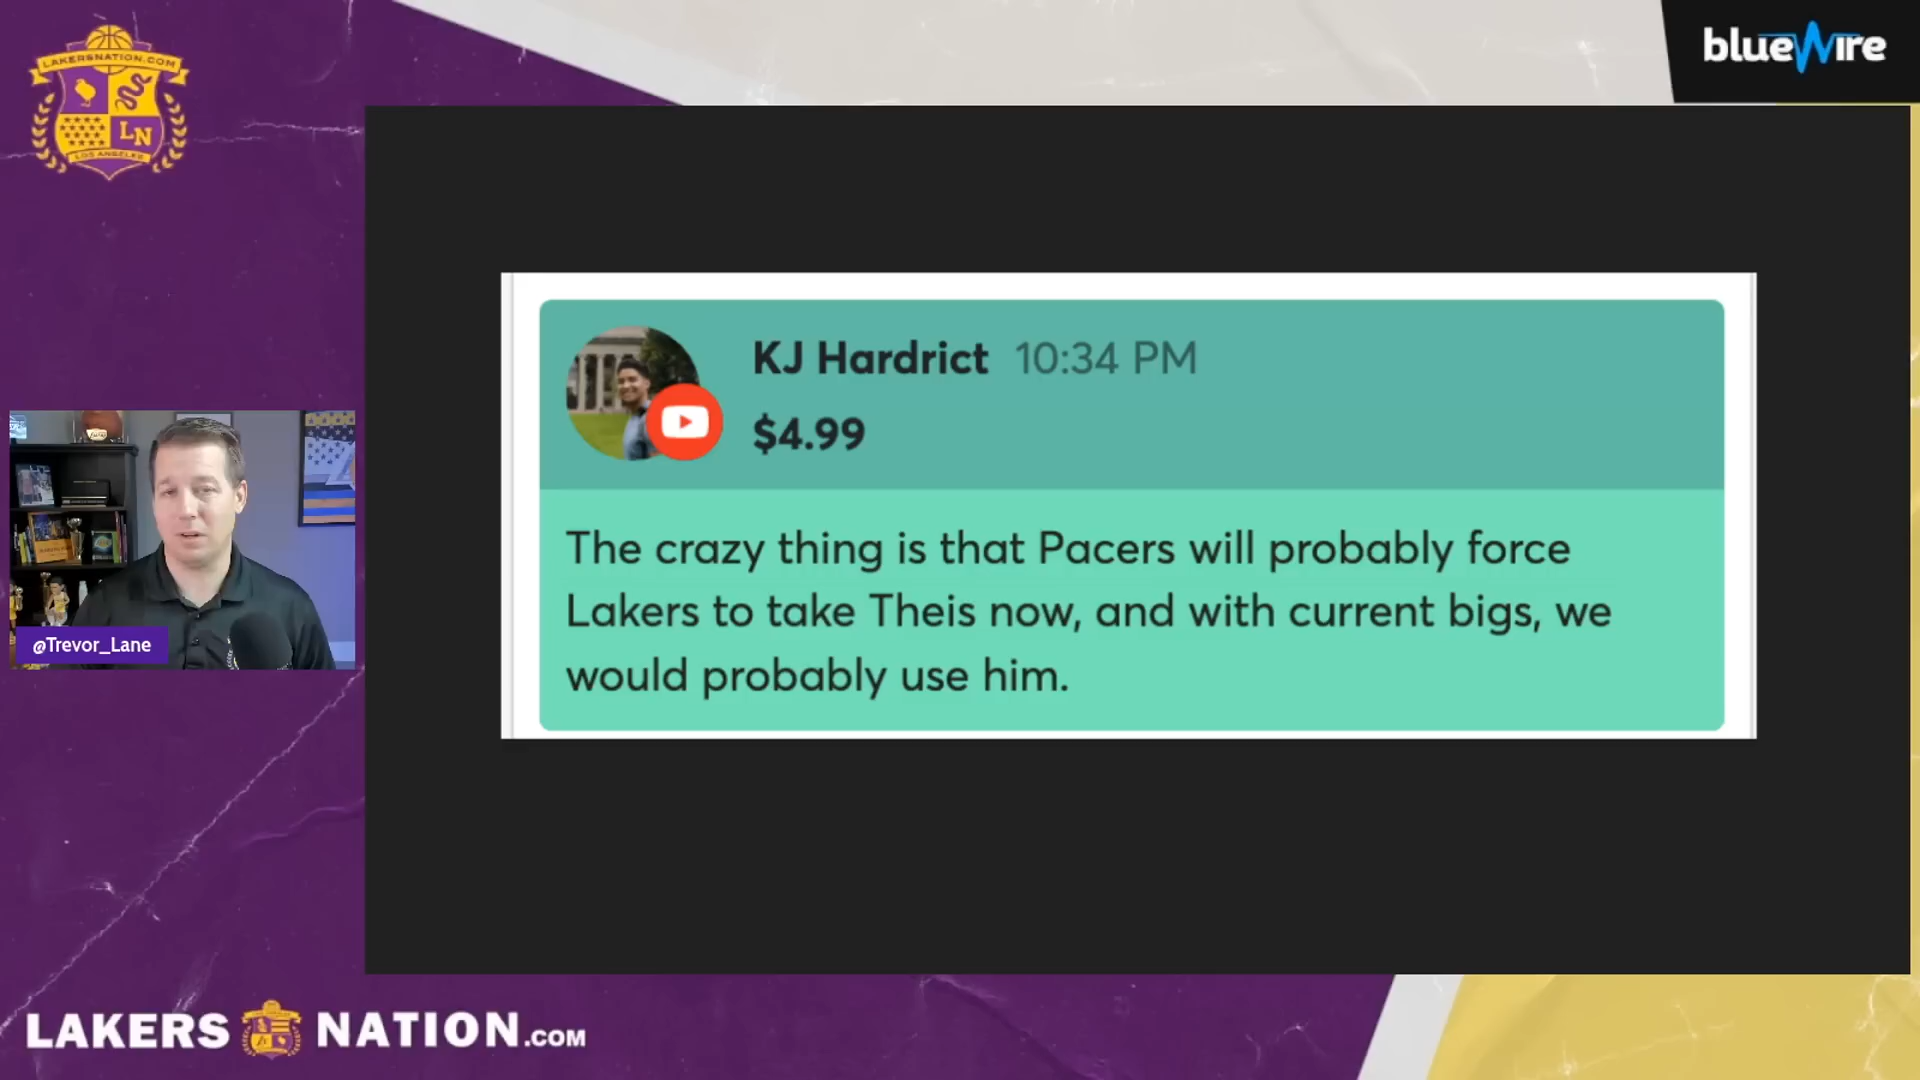 LAKERSNATION.COM
LN
LOS ANGELES
blueWire
KJ Hardrict 10:34 PM
$4.99
The crazy thing is that Pacers will probably force
Lakers to take Theis now, and with current bigs, we
would probably use him.
@Trevor_Lane
LAKERS NATION.COM